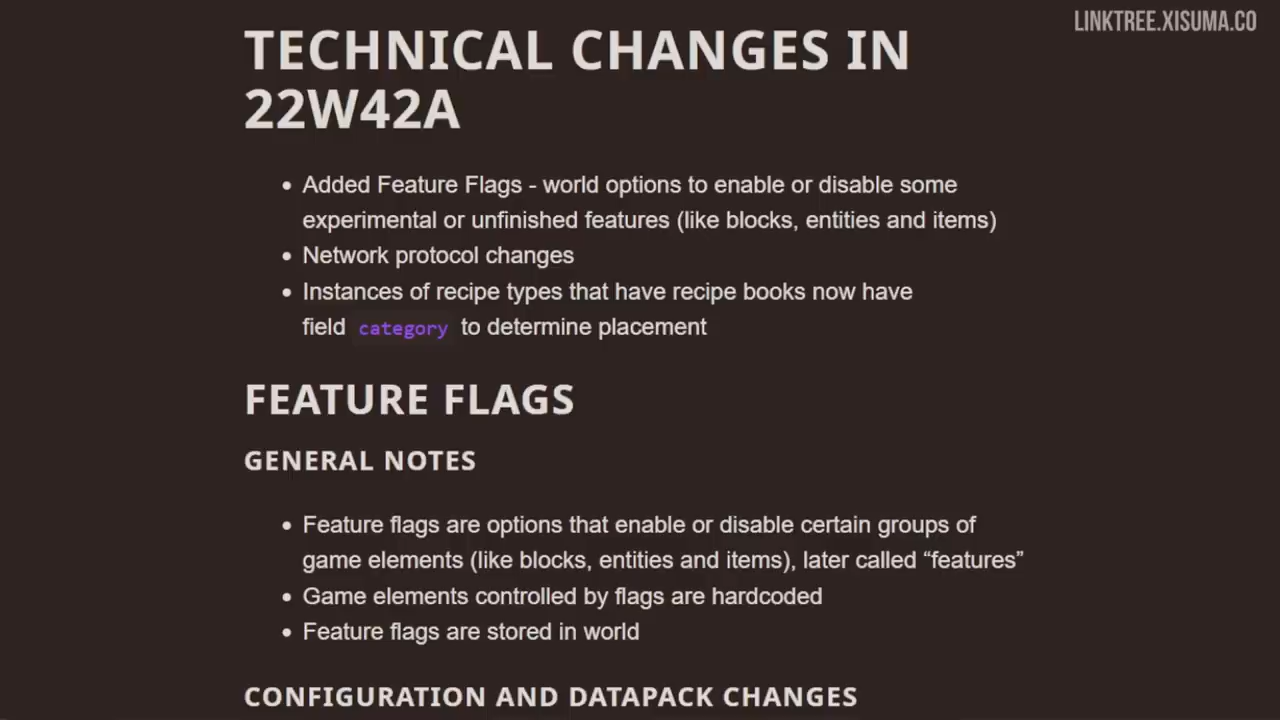 LINKTREE.XISUMA.CO
TECHNICAL CHANGES IN
22W42A
• Added Feature Flags - world options to enable or disable some
experimental or unfinished features (like blocks, entities and items)
• Network protocol changes
• Instances of recipe types that have recipe books now have
field category to determine placement
FEATURE FLAGS
GENERAL NOTES
• Feature flags are options that enable or disable certain groups of
game elements (like blocks, entities and items), later called “features”
• Game elements controlled by flags are hardcoded
• Feature flags are stored in world
CONFIGURATION AND DATAPACK CHANGES